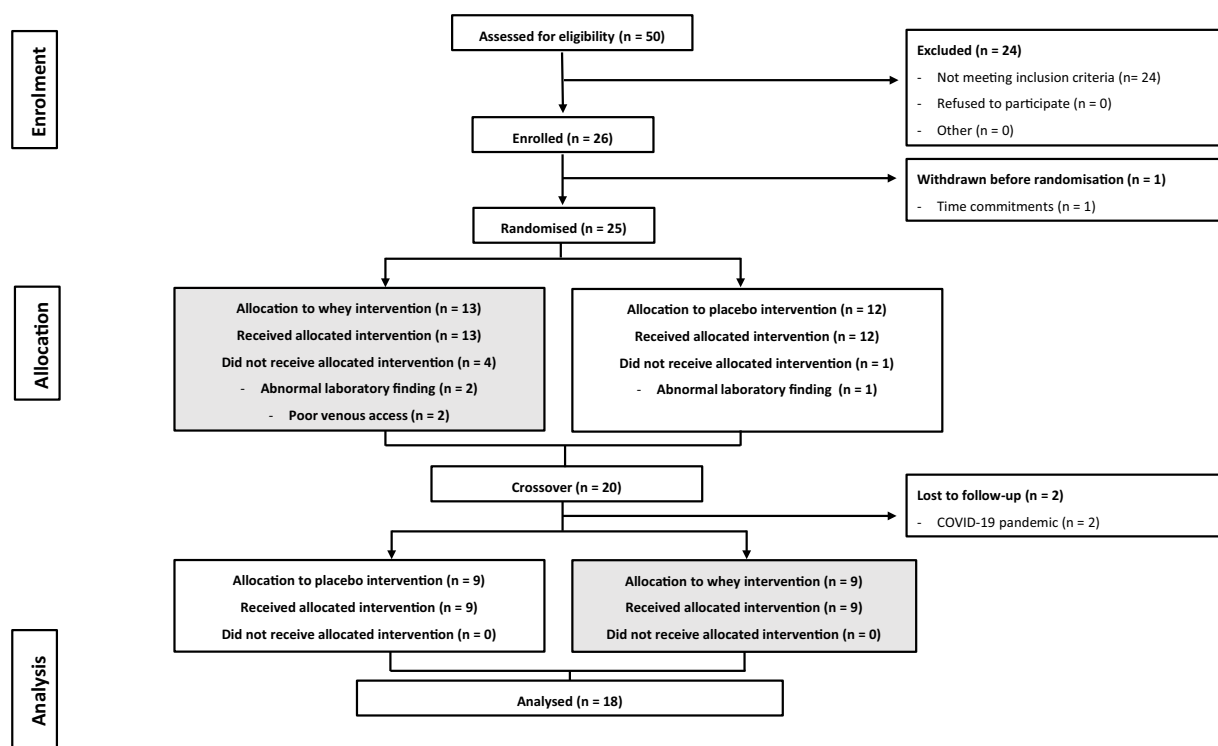 Enrolment
Assessed for eligibility (n = 50)
Excluded (n = 24)
- Not meeting inclusion criteria (n= 24)
- Refused to participate (n = 0)
- Other (n = 0)
Enrolled (n = 26)
Withdrawn before randomisation (n = 1)
- Time commitments (n = 1)
Randomised (n = 25)
Allocation
Allocation to whey intervention (n = 13)
Received allocated intervention (n = 13)
Did not receive allocated intervention (n = 4)
- Abnormal laboratory finding (n = 2)
- Poor venous access (n = 2)
Allocation to placebo intervention (n = 12)
Received allocated intervention (n = 12)
Did not receive allocated intervention (n = 1)
- Abnormal laboratory finding (n = 1)
Crossover (n = 20)
Lost to follow-up (n = 2)
- COVID-19 pandemic (n = 2)
Allocation to placebo intervention (n = 9)
Received allocated intervention (n = 9)
Did not receive allocated intervention (n = 0)
Allocation to whey intervention (n = 9)
Received allocated intervention (n = 9)
Did not receive allocated intervention (n = 0)
Analysis
Analysed (n = 18)